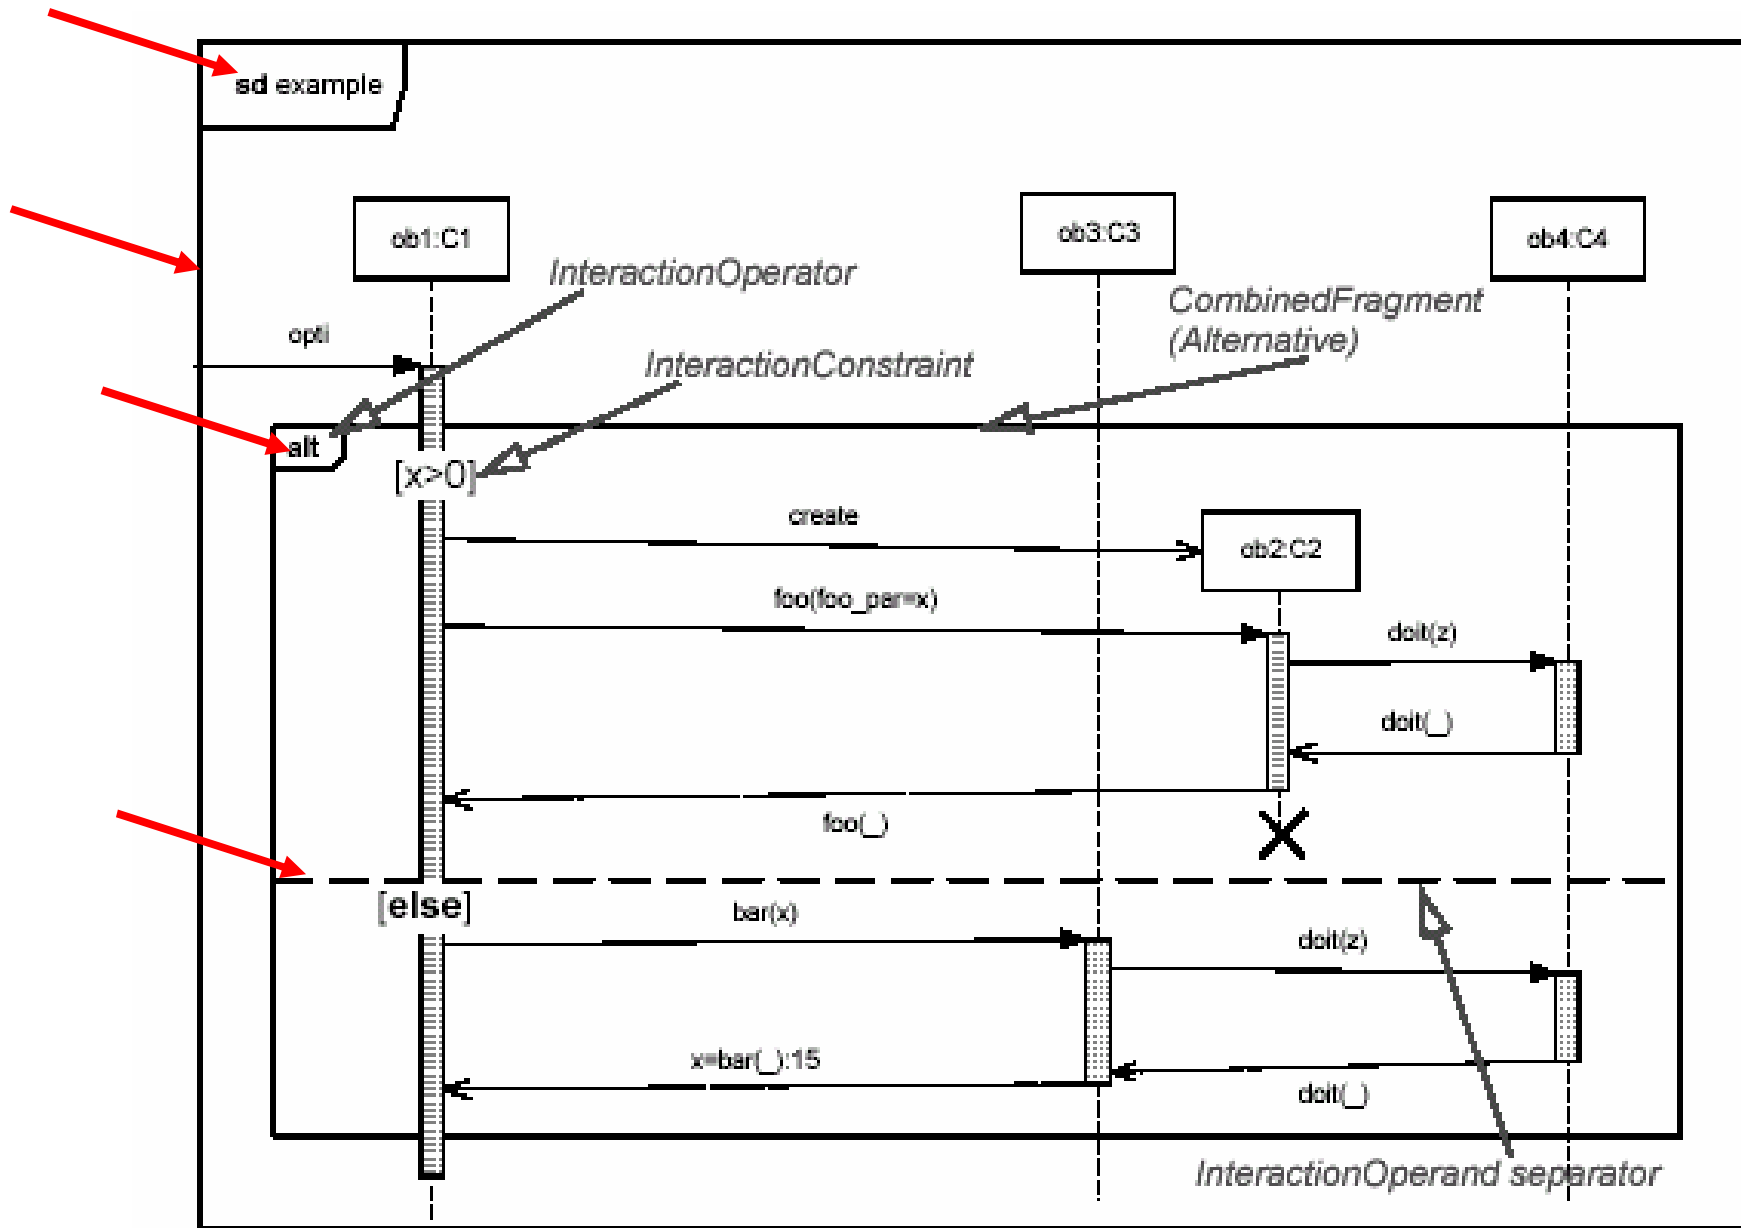 sd example
ob1:C1
ob3:C3
ob4:C4
InteractionOperator
CombinedFragment
(Alternative)
opti
InteractionConstraint
alt
[x>0]
create
ob2:C2
foo(foo_par=x)
doit(z)
doit(_)
foo(_)
[else]
bar(x)
doit(z)
x=bar(_):15
doit(_)
InteractionOperand separator